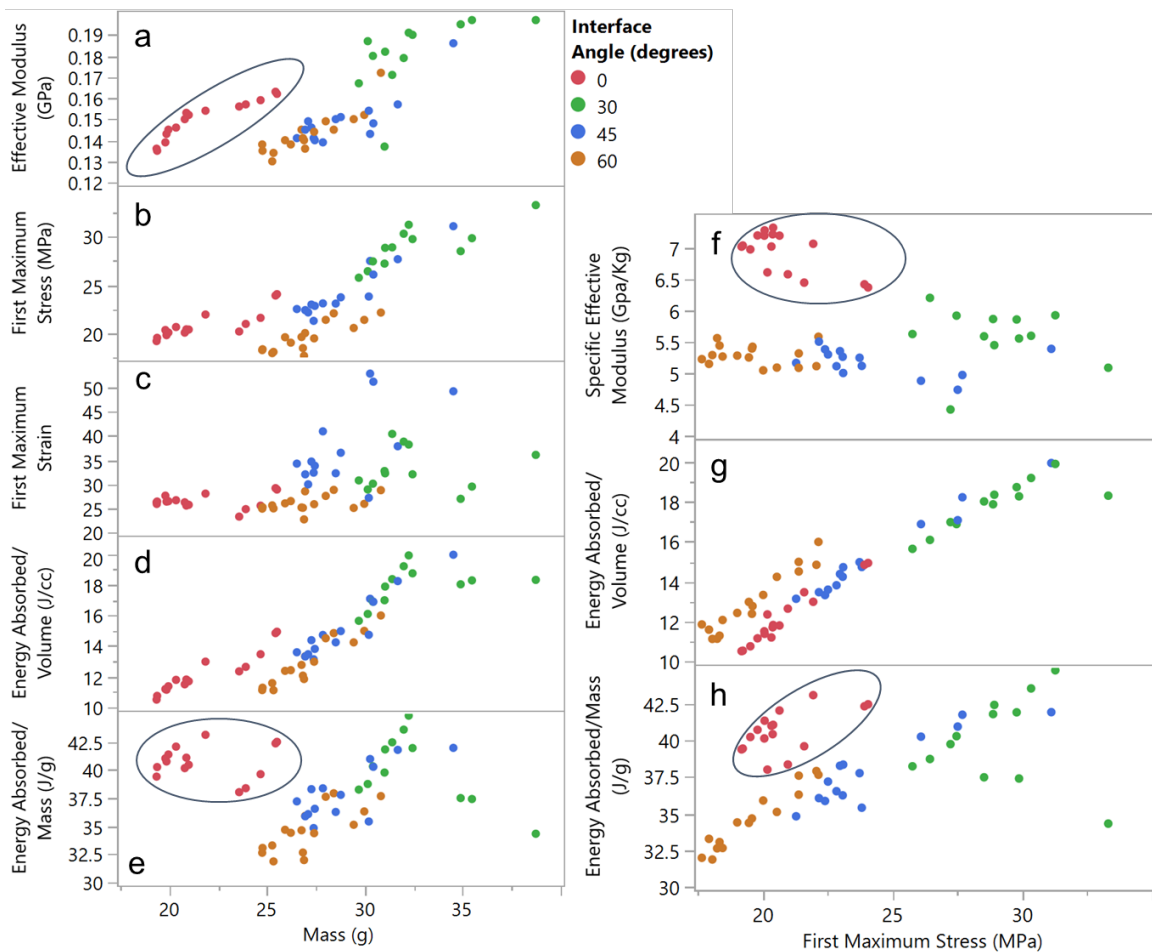 a
Effective Modulus
(GPa)
0.19
0.18
0.17
0.16
0.15
0.14
0.13
0.12
b
First Maximum
Stress (MPa)
30
25
20
c
First Maximum
Strain
50
45
40
35
30
25
20
d
Energy Absorbed/
Volume (J/cc)
20
18
16
14
12
10
e
Energy Absorbed/
Mass (J/g)
42.5
40
37.5
35
32.5
30
20
25
30
35
Mass (g)
Interface
Angle (degrees)
0
30
45
60
f
Specific Effective
Modulus (Gpa/Kg)
7
6.5
6
5.5
5
4.5
4
g
Energy Absorbed/
Volume (J/cc)
20
18
16
14
12
10
h
Energy Absorbed/Mass
(J/g)
42.5
40
37.5
35
32.5
30
20
25
30
First Maximum Stress (MPa)